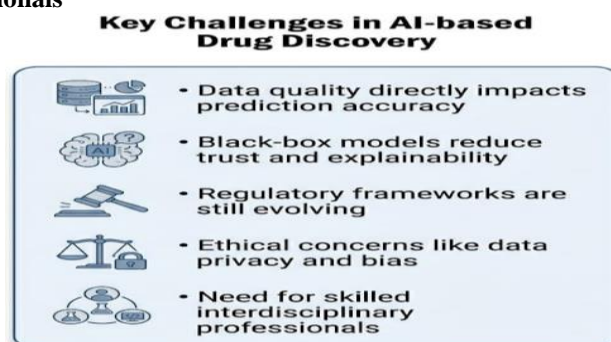 Key Challenges in AI-based
Drug Discovery
• Data quality directly impacts
prediction accuracy
AI
?
• Black-box models reduce
trust and explainability
• Regulatory frameworks are
still evolving
• Ethical concerns like data
privacy and bias
• Need for skilled
interdisciplinary
professionals